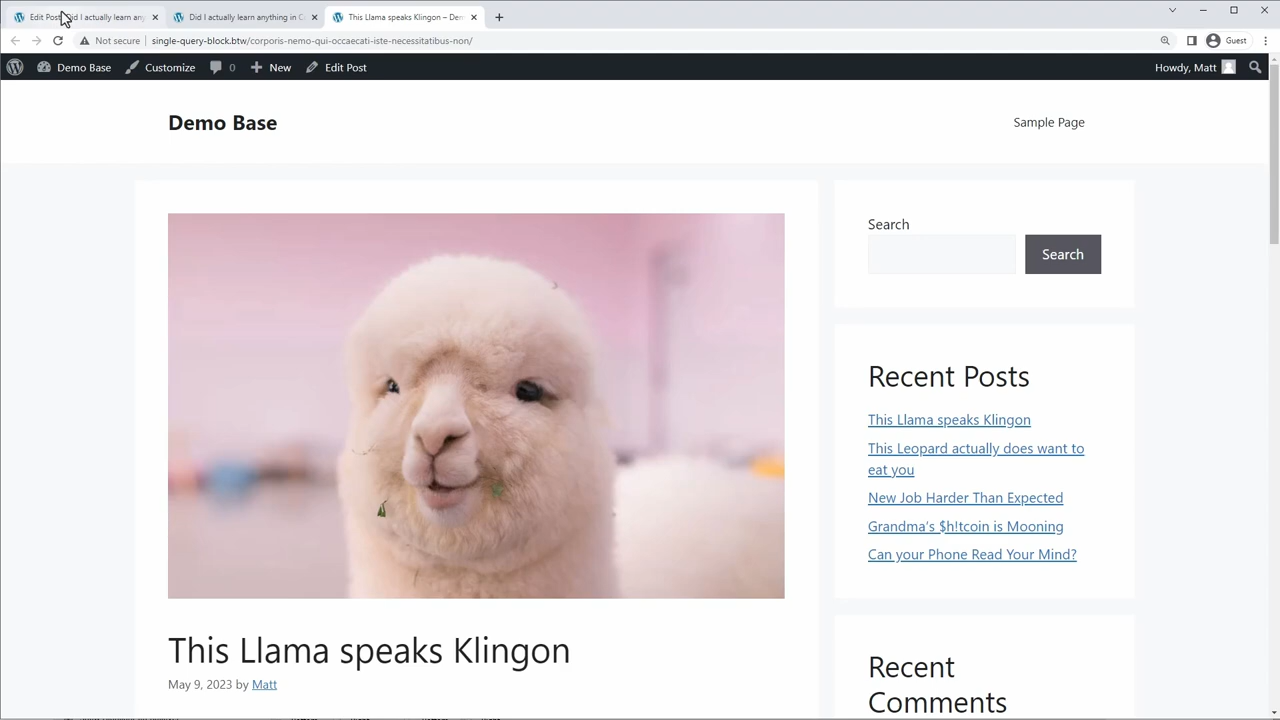 Edit Post "Did I actually learn any
Did I actually learn anything in C
This Llama speaks Klingon – Dem
Not secure
single-query-block.btw/corporis-nemo-qui-occaecati-iste-necessitatibus-non/
Guest
Demo Base
Customize
0
New
Edit Post
Howdy, Matt
Demo Base
Sample Page
Search
Search
Recent Posts
This Llama speaks Klingon
This Leopard actually does want to
eat you
New Job Harder Than Expected
Grandma's $h!tcoin is Mooning
Can your Phone Read Your Mind?
This Llama speaks Klingon
May 9, 2023 by Matt
Recent
Comments